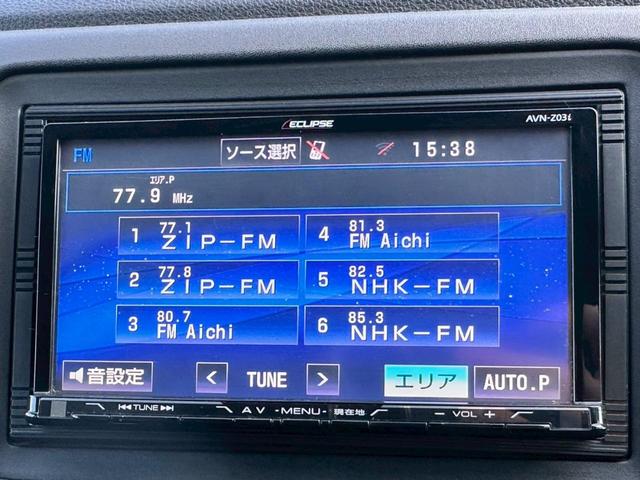 ECLIPSE
AVN-Z03i
FM
ソース選択
15:38
エリア.P
77.9 MHz
1 77.1 ZIP-FM
4 81.3 FM Aichi
2 77.8 ZIP-FM
5 82.5 NHK-FM
3 80.7 FM Aichi
6 85.3 NHK-FM
音設定
< TUNE >
エリア
AUTO.P
TUNE
AV -MENU- 現在地
− VOL +